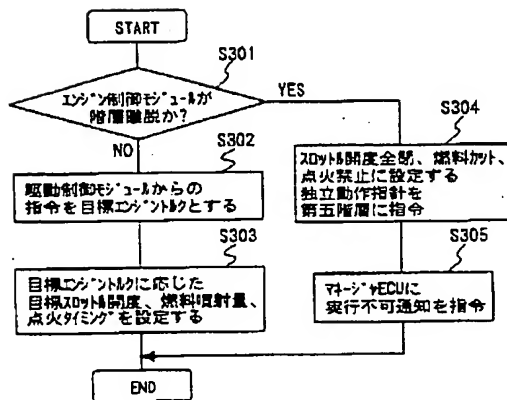 START
S301
エンジン制御モジュールが
階層離脱か?
YES
NO
S302
駆動制御モジュールからの
指令を目標エンジントルクとする
S303
目標エンジントルクに応じた
目標スロットル開度、燃料噴射量、
点火タイミングを設定する
S304
スロットル開度全閉、燃料カット、
点火禁止に設定する
独立動作指針を
第五階層に指令
S305
マネージャECUに
実行不可通知を指令
END